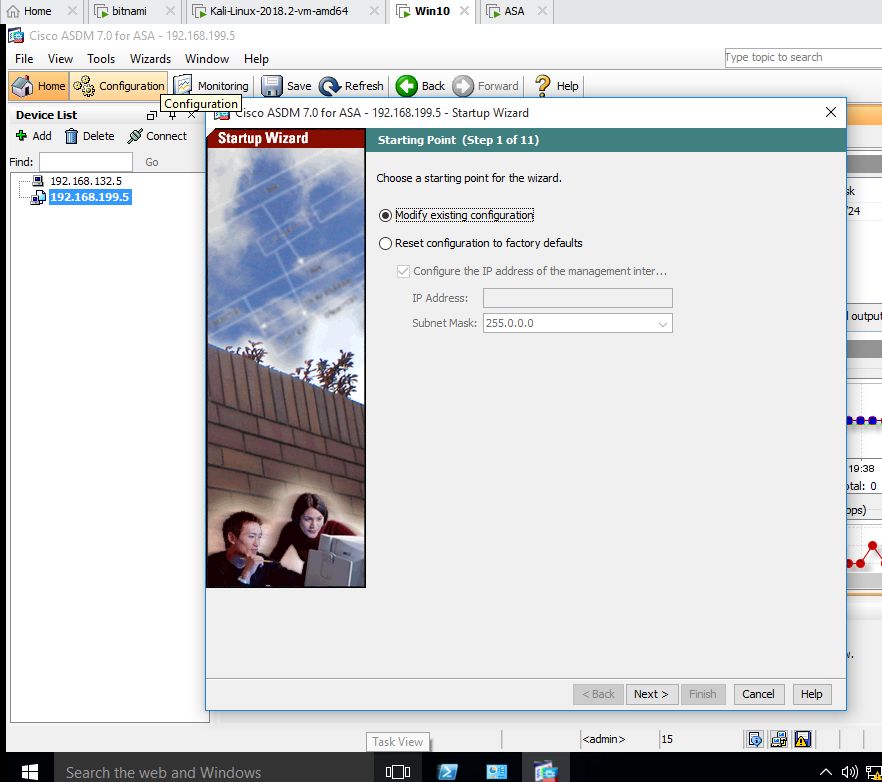 Home bitnami Kali-Linux-2018.2-vm-amd64 Win10 ASA
Cisco ASDM 7.0 for ASA - 192.168.199.5
File View Tools Wizards Window Help
Type topic to search
Home Configuration Monitoring Save Refresh Back Forward Help
Configuration
Device List
Add Delete Connect
Find: Go
192.168.132.5
192.168.199.5
Cisco ASDM 7.0 for ASA - 192.168.199.5 - Startup Wizard
Startup Wizard
Starting Point (Step 1 of 11)
Choose a starting point for the wizard.
Modify existing configuration
Reset configuration to factory defaults
Configure the IP address of the management inter...
IP Address:
Subnet Mask: 255.0.0.0
sk
/24
output
19:38
otal: 0
ops)
w.
< Back Next > Finish Cancel Help
<admin> 15
Task View
Search the web and Windows